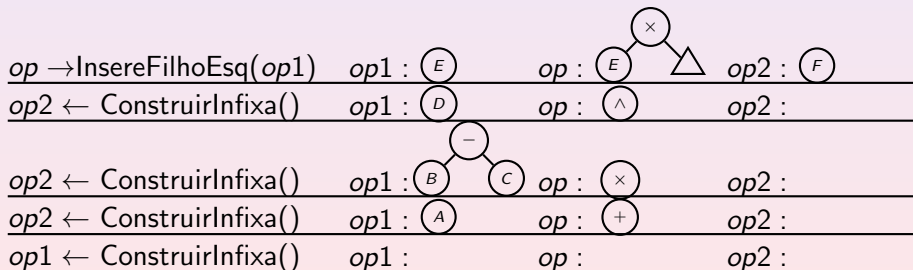 ×
op →InsereFilhoEsq(op1) op1 : E op : E op2 : F
op2 ← ConstruirInfixa() op1 : D op : ∧ op2 :
−
op2 ← ConstruirInfixa() op1 : B C op : × op2 :
op2 ← ConstruirInfixa() op1 : A op : + op2 :
op1 ← ConstruirInfixa() op1 : op : op2 :